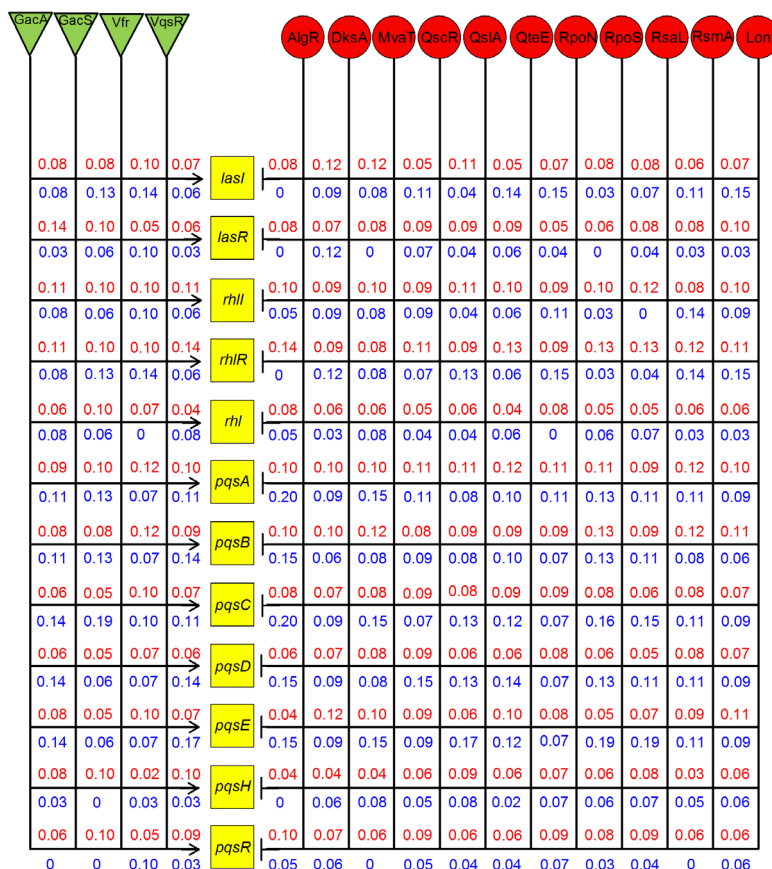 GacA GacS Vfr VqsR AlgR DksA MvaT QscR QslA QteE RpoN RpoS RsaL RsmA Lon
0.08 0.08 0.10 0.07 lasI 0.08 0.12 0.12 0.05 0.11 0.05 0.07 0.08 0.08 0.06 0.07
0.08 0.13 0.14 0.06 0 0.09 0.08 0.11 0.04 0.14 0.15 0.03 0.07 0.11 0.15
0.14 0.10 0.05 0.06 lasR 0.08 0.07 0.08 0.09 0.09 0.09 0.05 0.06 0.08 0.08 0.10
0.03 0.06 0.10 0.03 0 0.12 0 0.07 0.04 0.06 0.04 0 0.04 0.03 0.03
0.11 0.10 0.10 0.11 rhlI 0.10 0.09 0.10 0.09 0.11 0.10 0.09 0.10 0.12 0.08 0.10
0.08 0.06 0.10 0.06 0.05 0.09 0.08 0.09 0.04 0.06 0.11 0.03 0 0.14 0.09
0.11 0.10 0.10 0.14 rhlR 0.14 0.09 0.08 0.11 0.09 0.13 0.09 0.13 0.13 0.12 0.11
0.08 0.13 0.14 0.06 0 0.12 0.08 0.07 0.13 0.06 0.15 0.03 0.04 0.14 0.15
0.06 0.10 0.07 0.04 rhl 0.08 0.06 0.06 0.05 0.06 0.04 0.08 0.05 0.05 0.06 0.06
0.08 0.06 0 0.08 0.05 0.03 0.08 0.04 0.04 0.06 0 0.06 0.07 0.03 0.03
0.09 0.10 0.12 0.10 pqsA 0.10 0.10 0.10 0.11 0.11 0.12 0.11 0.11 0.09 0.12 0.10
0.11 0.13 0.07 0.11 0.20 0.09 0.15 0.11 0.08 0.10 0.11 0.13 0.11 0.11 0.09
0.08 0.08 0.12 0.09 pqsB 0.10 0.10 0.12 0.08 0.09 0.09 0.09 0.13 0.09 0.12 0.11
0.11 0.13 0.07 0.14 0.15 0.06 0.08 0.09 0.08 0.10 0.07 0.13 0.11 0.08 0.06
0.06 0.05 0.10 0.07 pqsC 0.08 0.07 0.08 0.09 0.08 0.09 0.09 0.08 0.06 0.08 0.07
0.14 0.19 0.10 0.11 0.20 0.09 0.15 0.07 0.13 0.12 0.07 0.16 0.15 0.11 0.09
0.06 0.05 0.07 0.06 pqsD 0.06 0.07 0.08 0.09 0.06 0.06 0.08 0.06 0.05 0.08 0.07
0.14 0.06 0.07 0.14 0.15 0.09 0.08 0.15 0.13 0.14 0.07 0.13 0.11 0.11 0.09
0.08 0.05 0.10 0.07 pqsE 0.04 0.12 0.10 0.09 0.06 0.10 0.08 0.05 0.07 0.09 0.11
0.14 0.06 0.07 0.17 0.15 0.09 0.15 0.09 0.17 0.12 0.07 0.19 0.19 0.11 0.09
0.08 0.10 0.02 0.10 pqsH 0.04 0.04 0.04 0.06 0.09 0.06 0.07 0.06 0.08 0.03 0.06
0.03 0 0.03 0.03 0 0.06 0.08 0.05 0.08 0.02 0.07 0.06 0.07 0.05 0.06
0.06 0.10 0.05 0.09 pqsR 0.10 0.07 0.06 0.09 0.06 0.06 0.09 0.08 0.09 0.06 0.06
0 0 0.10 0.03 0.05 0.06 0 0.05 0.04 0.04 0.07 0.03 0.04 0 0.06